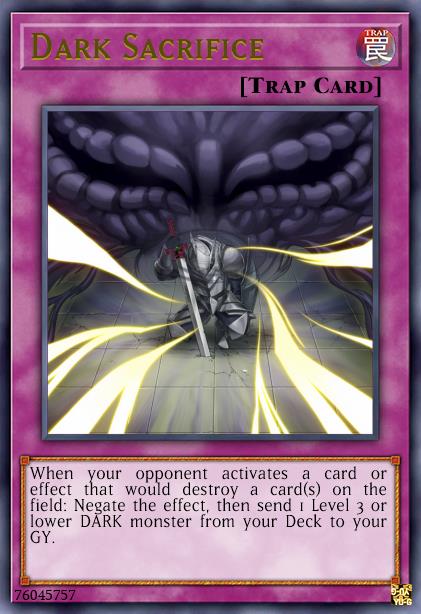 DARK SACRIFICE
TRAP
罠
[TRAP CARD]
When your opponent activates a card or
effect that would destroy a card(s) on the
field: Negate the effect, then send 1 Level 3 or
lower DARK monster from your Deck to your
GY.
76045757